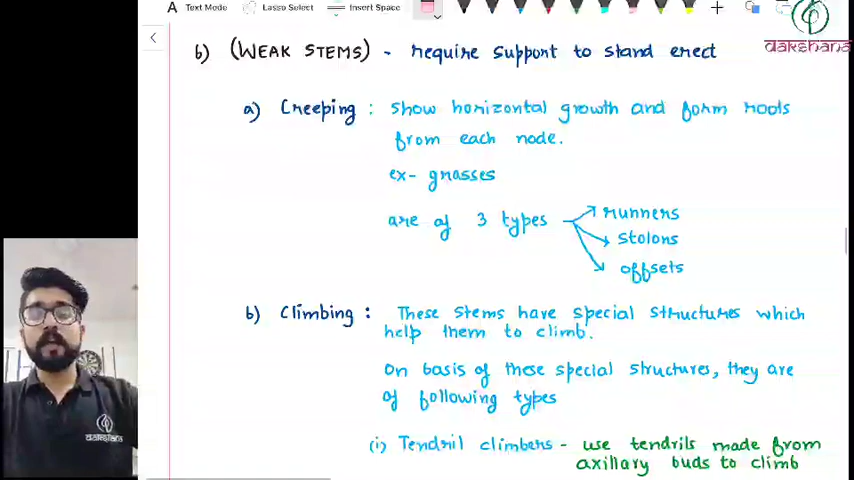 A Text Mode Lasso Select Insert Space
dakshana
b) (WEAK STEMS) - require support to stand erect
a) Creeping : show horizontal growth and form roots
from each node.
ex- grasses
are of 3 types runners
stolons
offsets
b) Climbing : These stems have special structures which
help them to climb.
On basis of these special structures, they are
of following types
(i) Tendril climbers - use tendrils made from
axillary buds to climb
dakshana